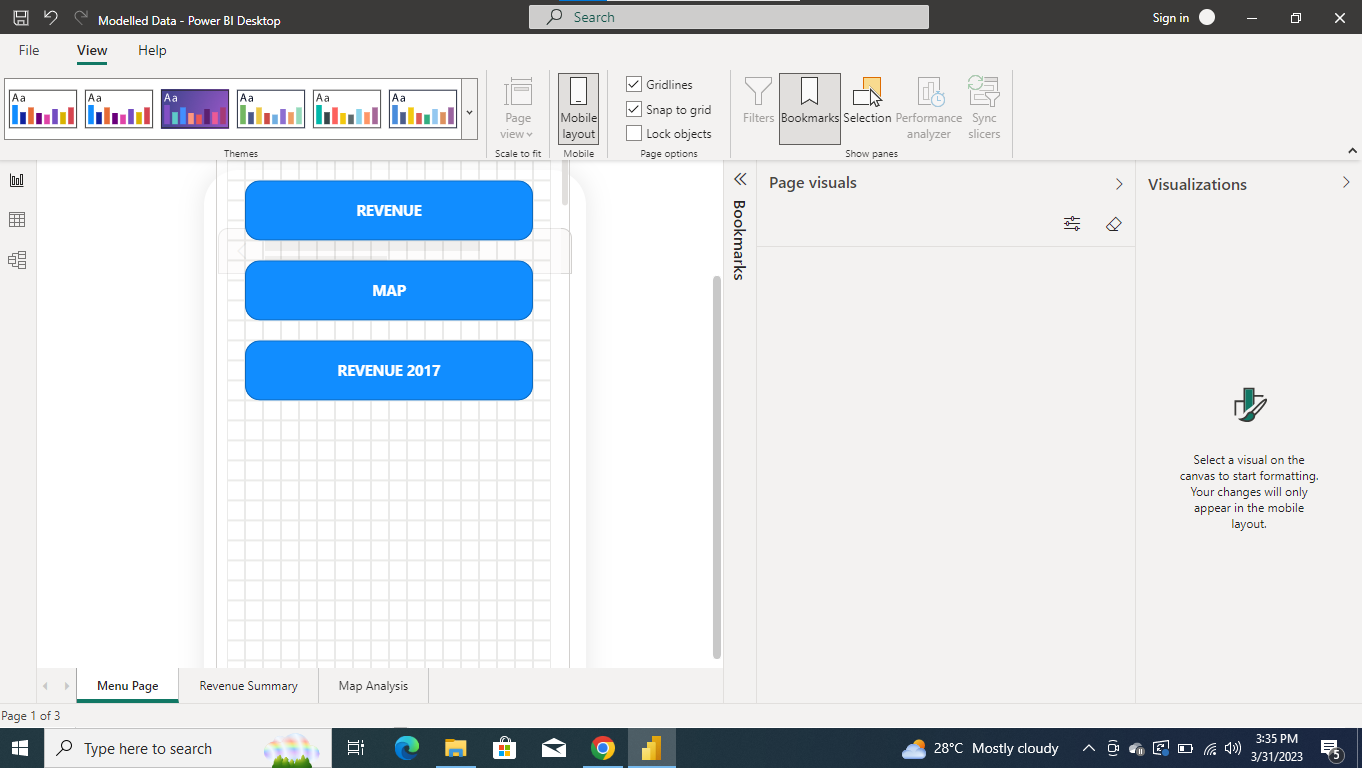 Modelled Data - Power BI Desktop
Search
Sign in
File View Help
Aa Aa Aa Aa Aa Aa
Page view
Mobile layout
Gridlines
Snap to grid
Lock objects
Filters Bookmarks Selection Performance analyzer Sync slicers
Themes Scale to fit Mobile Page options Show panes
REVENUE
MAP
REVENUE 2017
Bookmarks
Page visuals
Visualizations
Select a visual on the
canvas to start formatting.
Your changes will only
appear in the mobile
layout.
Menu Page Revenue Summary Map Analysis
Page 1 of 3
Type here to search
28°C Mostly cloudy
3:35 PM
3/31/2023
5